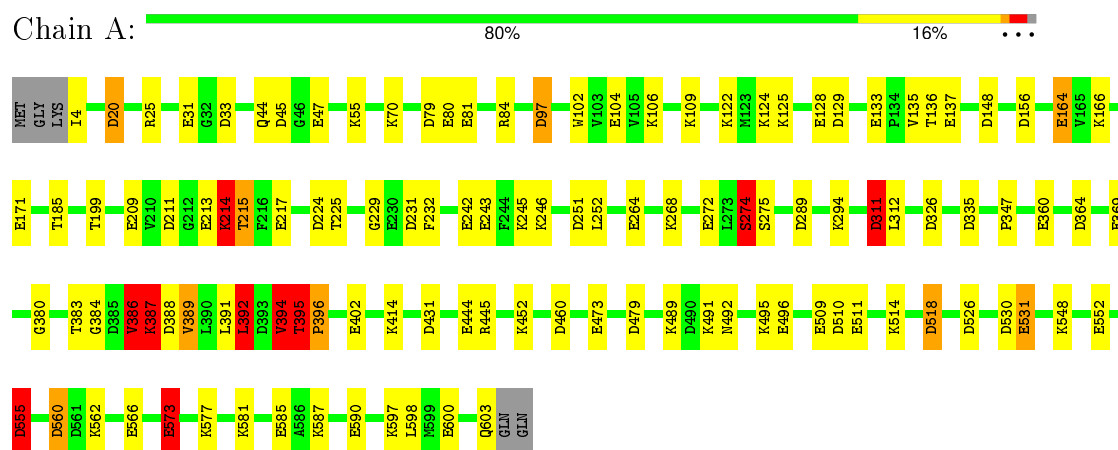 Chain A:
80% 16% • • •
MET GLY LYS I4 D20 R25 E31 G32 D33 Q44 D45 G46 E47 K55 K70 D79 E80 E81 R84 D97 W102 V103 E104 V105 K106 K109 K122 M123 K124 K125 E128 D129 E133 P134 V135 T136 E137 D148 D156 E164 V165 K166
E171 T185 T199 E209 V210 D211 G212 E213 K214 T215 F216 E217 D224 T225 G229 E230 D231 F232 E242 E243 F244 K245 K246 D251 L252 E264 K268 E272 L273 S274 S275 D289 K294 D311 L312 D326 D335 P347 E360 D364
G380 T383 G384 D385 V386 K387 D388 V389 L390 L391 L392 D393 V394 T395 P396 E402 K414 D431 E444 R445 K452 D460 E473 D479 K489 D490 K491 N492 K495 E496 E509 D510 E511 K514 D518 D526 D530 E531 K548 E552
D555 D560 D561 K562 E566 E573 K577 K581 E585 A586 K587 E590 K597 L598 M599 E600 Q603 GLN GLN